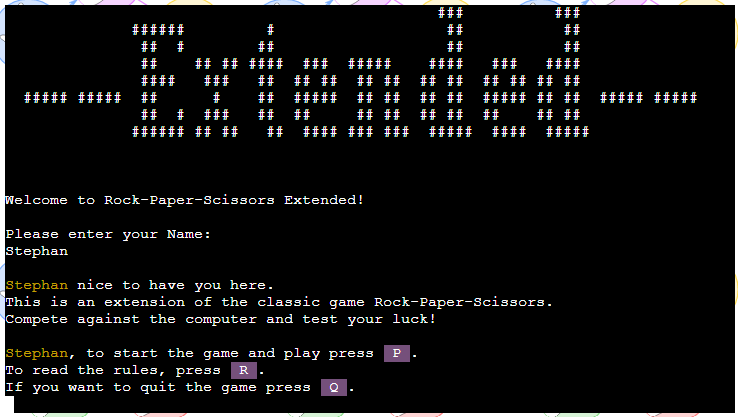 Extended
Welcome to Rock-Paper-Scissors Extended!
Please enter your Name:
Stephan
Stephan nice to have you here.
This is an extension of the classic game Rock-Paper-Scissors.
Compete against the computer and test your luck!
Stephan, to start the game and play press P .
To read the rules, press R .
If you want to quit the game press Q .